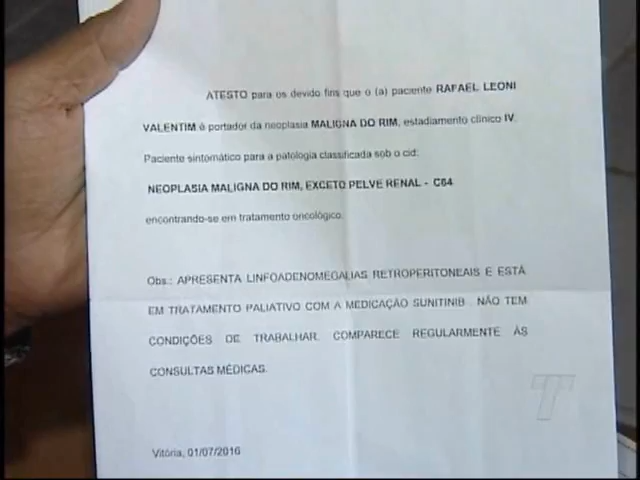 ATESTO para os devido fins que o (a) paciente RAFAEL LEONI
VALENTIM é portador da neoplasia MALIGNA DO RIM, estadiamento clínico IV.
Paciente sintomático para a patologia classificada sob o cid:
NEOPLASIA MALIGNA DO RIM, EXCETO PELVE RENAL - C64
encontrando-se em tratamento oncológico.
Obs.: APRESENTA LINFOADENOMEGALIAS RETROPERITONEAIS E ESTÁ
EM TRATAMENTO PALIATIVO COM A MEDICAÇÃO SUNITINIB. NÃO TEM
CONDIÇÕES DE TRABALHAR. COMPARECE REGULARMENTE ÀS
CONSULTAS MÉDICAS.
Vitória, 01/07/2016
T